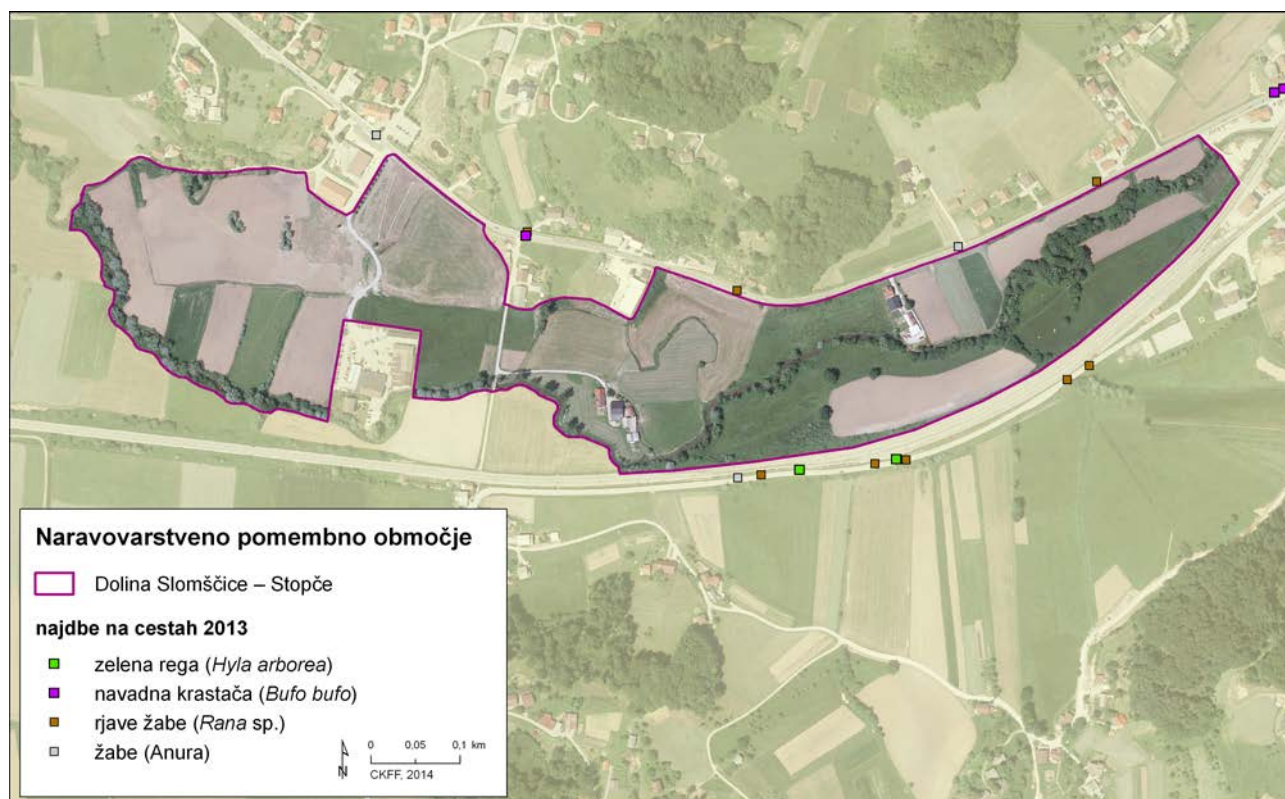 Naravovarstveno pomembno območje
Dolina Slomščice – Stopče
najdbe na cestah 2013
zelena rega (Hyla arborea)
navadna krastača (Bufo bufo)
rjave žabe (Rana sp.)
žabe (Anura)
N
0 0,05 0,1 km
CKFF, 2014